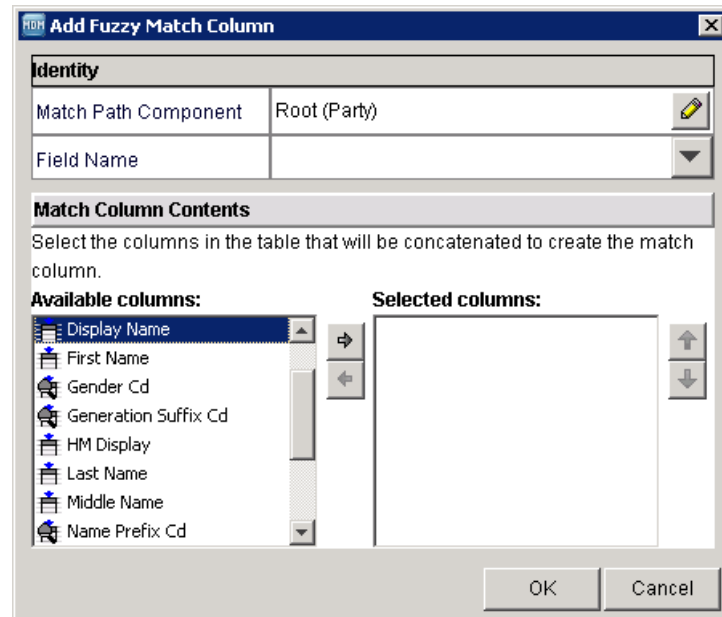 MDM Add Fuzzy Match Column
Identity
Match Path Component Root (Party)
Field Name
Match Column Contents
Select the columns in the table that will be concatenated to create the match
column.
Available columns: Selected columns:
Display Name
First Name
Gender Cd
Generation Suffix Cd
HM Display
Last Name
Middle Name
Name Prefix Cd
OK Cancel